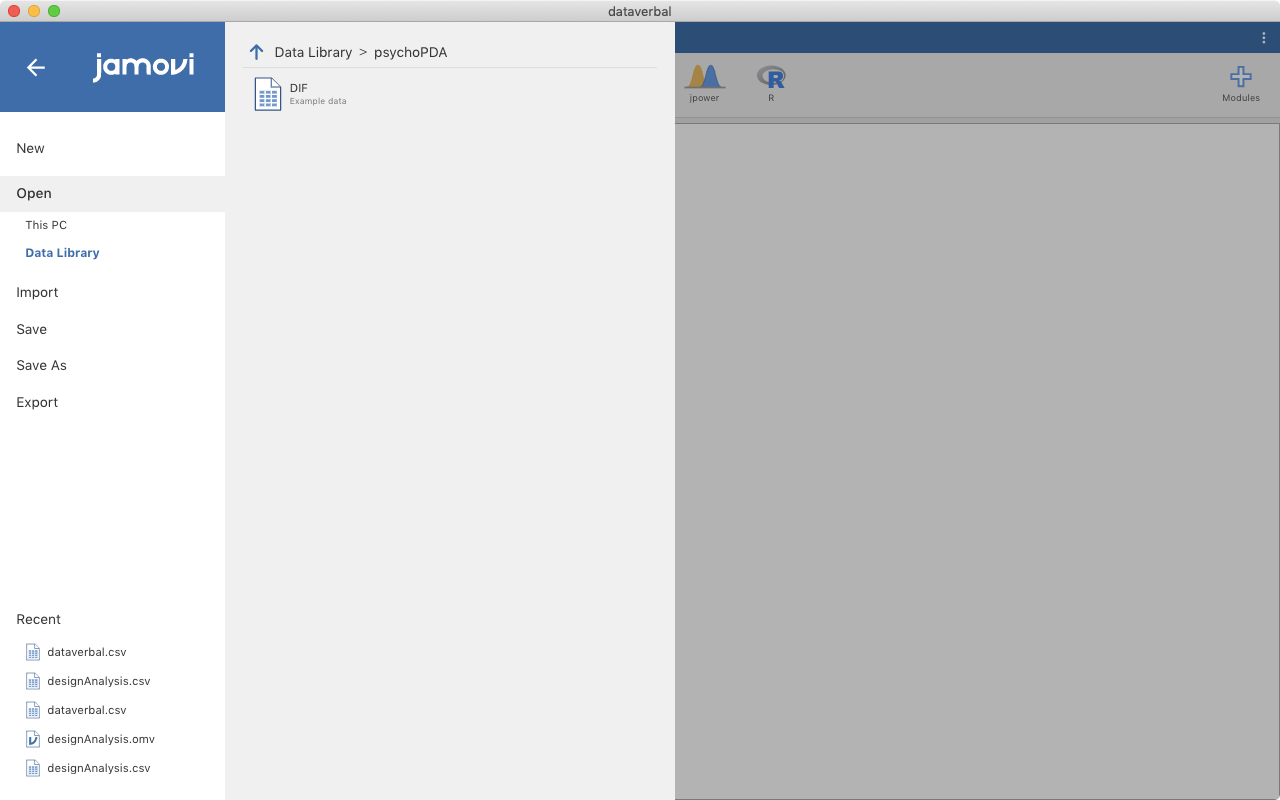 dataverbal
jamovi
New
Open
This PC
Data Library
Import
Save
Save As
Export
Recent
dataverbal.csv
designAnalysis.csv
dataverbal.csv
designAnalysis.omv
designAnalysis.csv
Data Library > psychoPDA
DIF
Example data
jpower
R
Modules